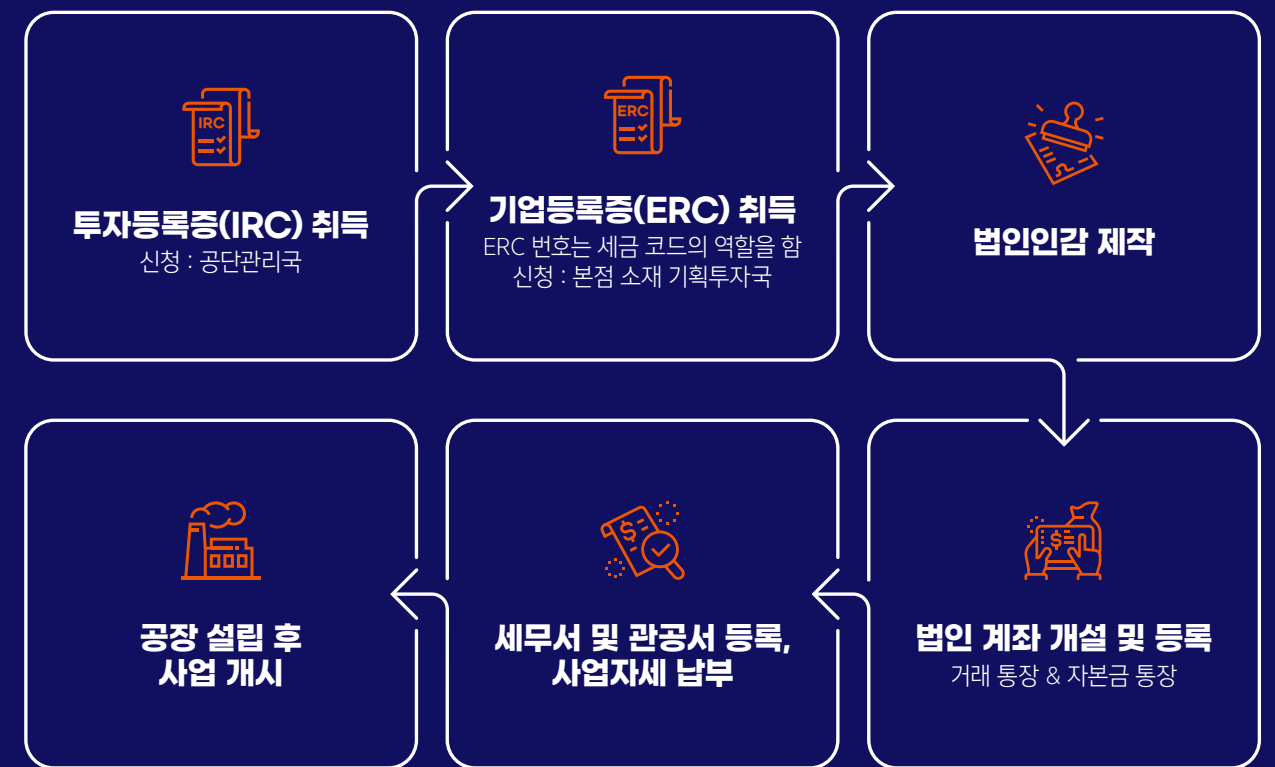 IRC
투자등록증(IRC) 취득
신청 : 공단관리국
ERC
기업등록증(ERC) 취득
ERC 번호는 세금 코드의 역할을 함
신청 : 본점 소재 기획투자국
법인인감 제작
$
법인 계좌 개설 및 등록
거래 통장 & 자본금 통장
$
세무서 및 관공서 등록,
사업자세 납부
공장 설립 후
사업 개시